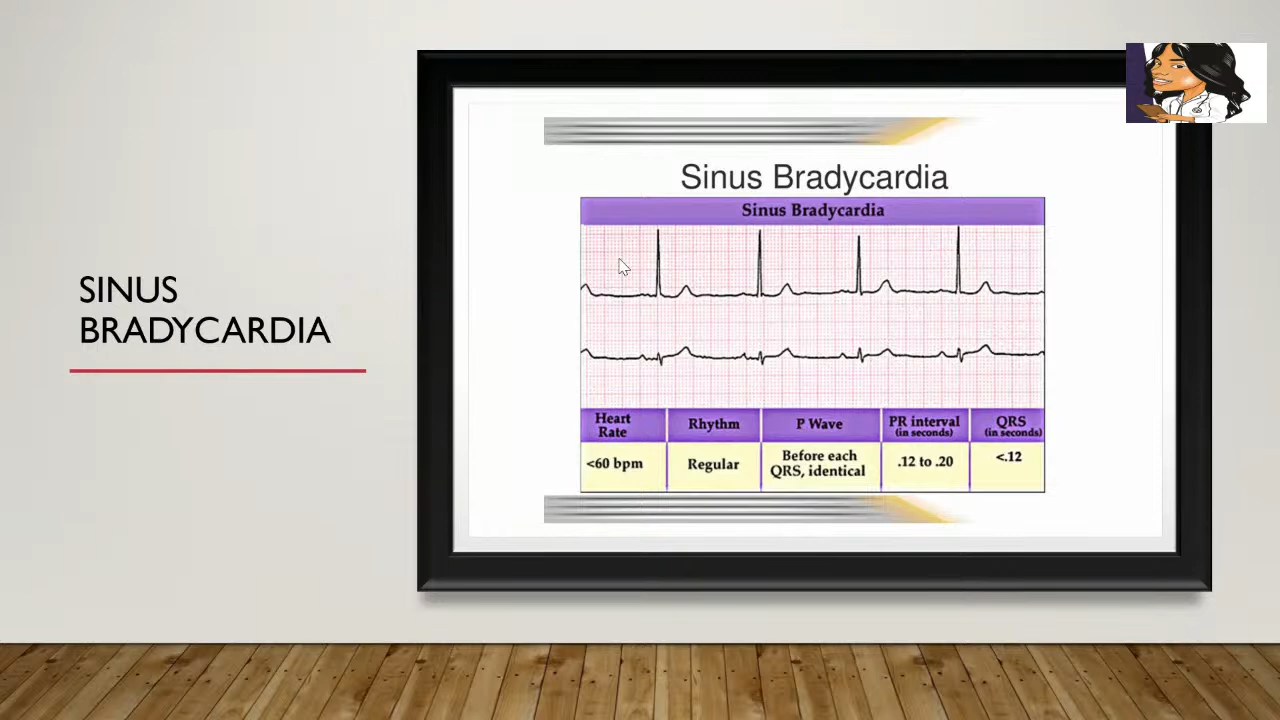 SINUS
BRADYCARDIA
Sinus Bradycardia
Sinus Bradycardia
Heart
Rate
Rhythm
P Wave
PR interval
(in seconds)
QRS
(in seconds)
<60 bpm
Regular
Before each
QRS, identical
.12 to .20
<.12